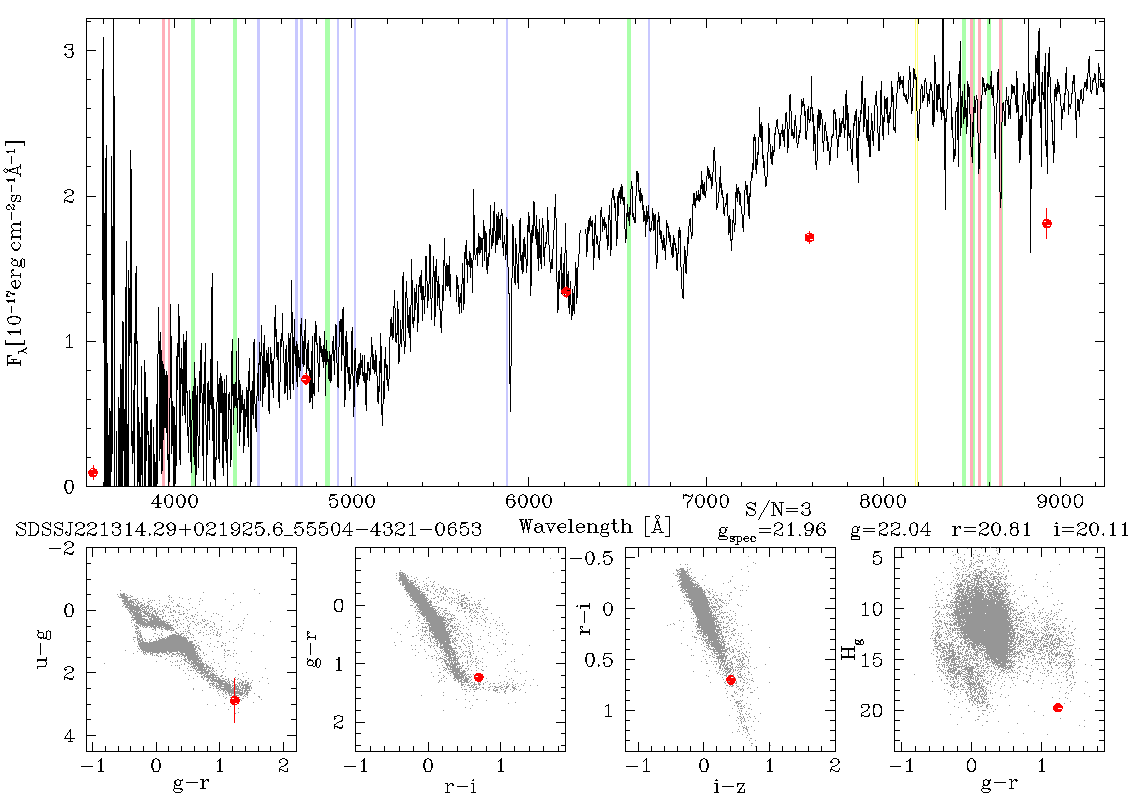 3
2
1
0
F_λ[10⁻¹⁷erg cm⁻²s⁻¹Å⁻¹]
4000 5000 6000 7000 8000 9000
S/N=3
SDSSJ221314.29+021925.6_55504-4321-0653 Wavelength [Å] g_spec=21.96 g=22.04 r=20.81 i=20.11
-2
0
2
4
u-g
-1 0 1 2
g-r
0
1
2
g-r
-1 0 1 2
r-i
-0.5
0
0.5
1
r-i
-1 0 1 2
i-z
5
10
15
20
H_g
-1 0 1
g-r